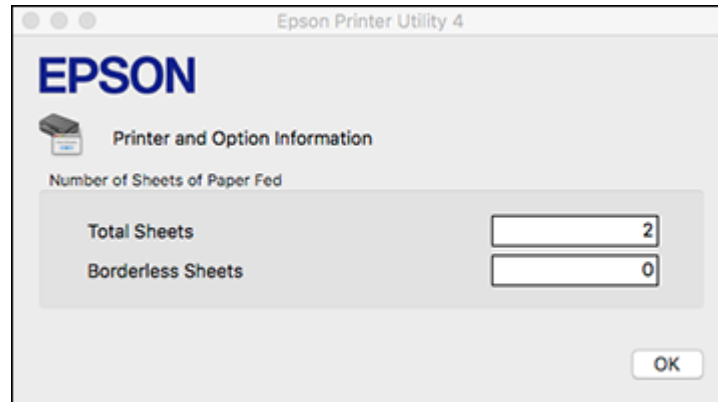 Epson Printer Utility 4
EPSON
Printer and Option Information
Number of Sheets of Paper Fed
Total Sheets 2
Borderless Sheets 0
OK